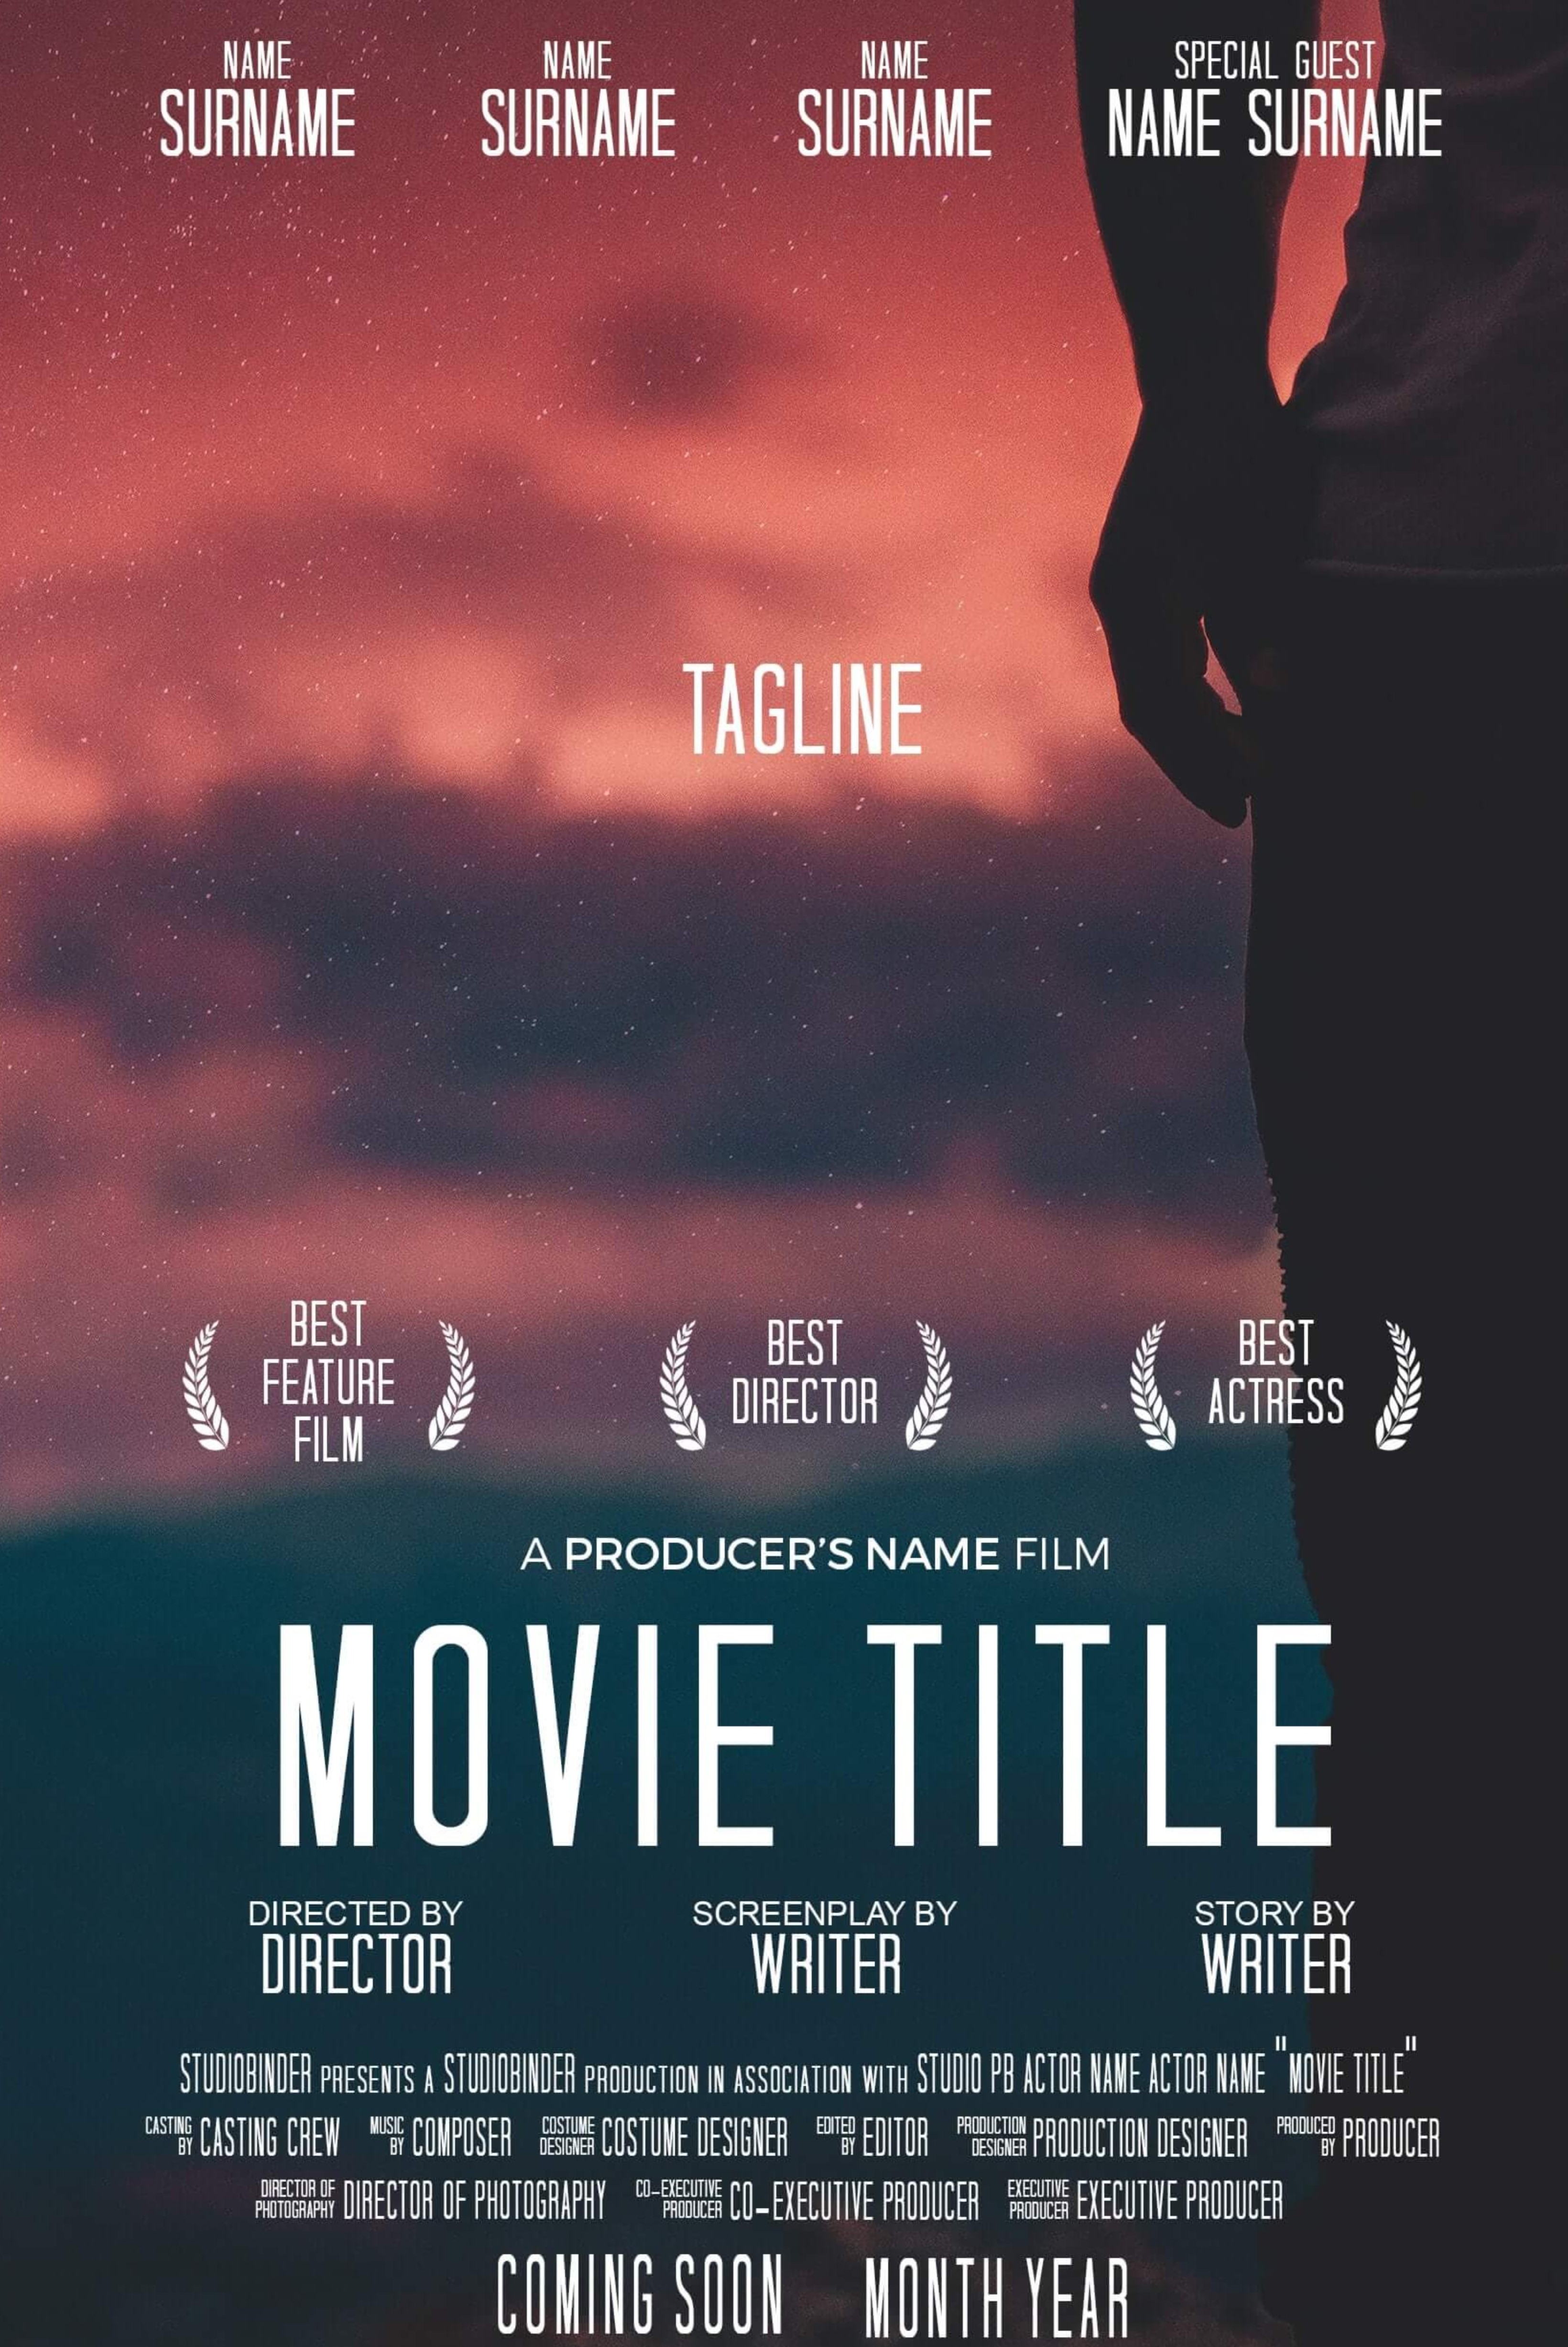 NAME NAME NAME SPECIAL GUEST
SURNAME SURNAME SURNAME NAME SURNAME
TAGLINE
BEST
FEATURE
FILM
BEST
DIRECTOR
BEST
ACTRESS
A PRODUCER'S NAME FILM
MOVIE TITLE
DIRECTED BY SCREENPLAY BY STORY BY
DIRECTOR WRITER WRITER
STUDIOBINDER PRESENTS A STUDIOBINDER PRODUCTION IN ASSOCIATION WITH STUDIO PB ACTOR NAME ACTOR NAME "MOVIE TITLE"
CASTING BY CASTING CREW MUSIC BY COMPOSER COSTUME DESIGNER COSTUME DESIGNER EDITED BY EDITOR PRODUCTION DESIGNER PRODUCTION DESIGNER PRODUCED BY PRODUCER
DIRECTOR OF PHOTOGRAPHY DIRECTOR OF PHOTOGRAPHY CO-EXECUTIVE PRODUCER CO-EXECUTIVE PRODUCER EXECUTIVE PRODUCER EXECUTIVE PRODUCER
COMING SOON MONTH YEAR